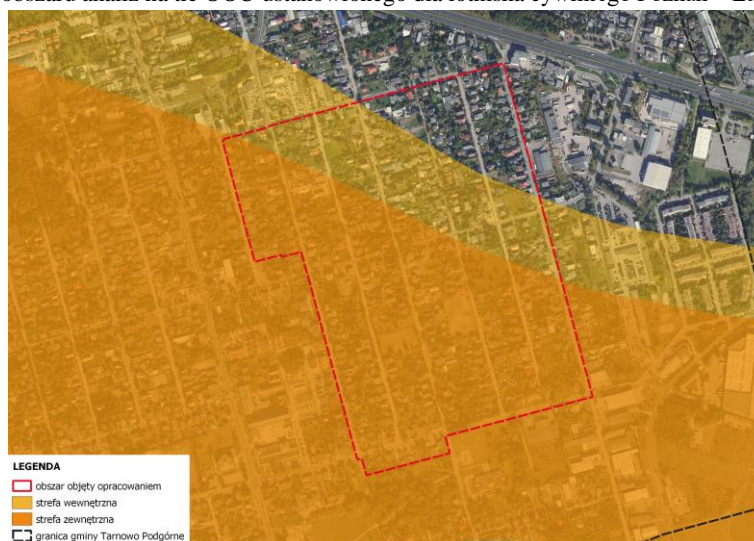 obszaru analiz na tle OOU ustanowionego dla lotniska cywilnego Poznań –
LEGENDA
obszar objęty opracowaniem
strefa wewnętrzna
strefa zewnętrzna
granica gminy Tarnowo Podgórne